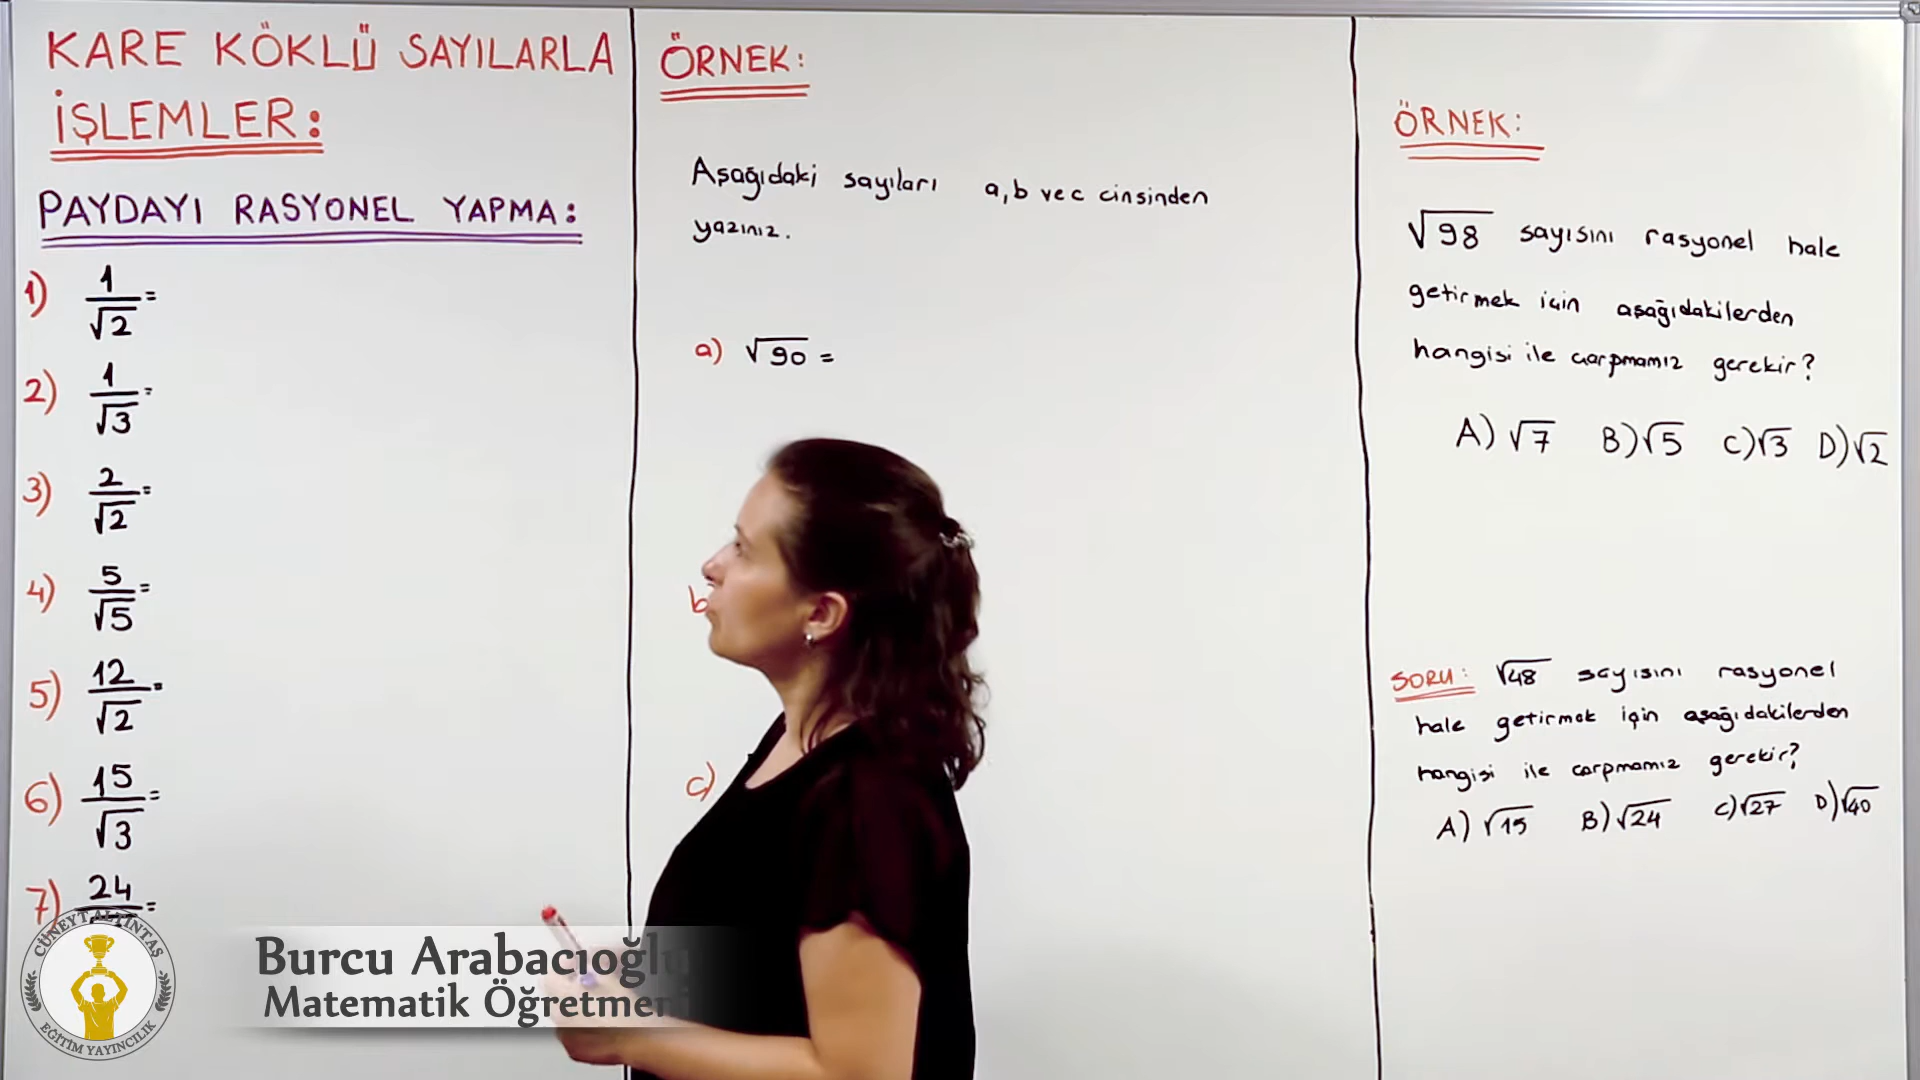 KARE KÖKLÜ SAYILARLA
İŞLEMLER:
PAYDAYI RASYONEL YAPMA:
1) 1/√2 =
2) 1/√3 =
3) 2/√2 =
4) 5/√5 =
5) 12/√2 =
6) 15/√3 =
7) 24/ =
ÖRNEK:
Aşağıdaki sayıları a, b ve c cinsinden
yazınız.
a) √90 =
b
c)
ÖRNEK:
√98 sayısını rasyonel hale
getirmek için aşağıdakilerden
hangisi ile çarpmamız gerekir?
A) √7 B) √5 C) √3 D) √2
SORU: √48 sayısını rasyonel
hale getirmek için aşağıdakilerden
hangisi ile çarpmamız gerekir?
A) √15 B) √24 C) √27 D) √40
CÜNEYT ALTINTAŞ
EĞİTİM YAYINCILIK
Burcu Arabacıoğlu
Matematik Öğretmeni